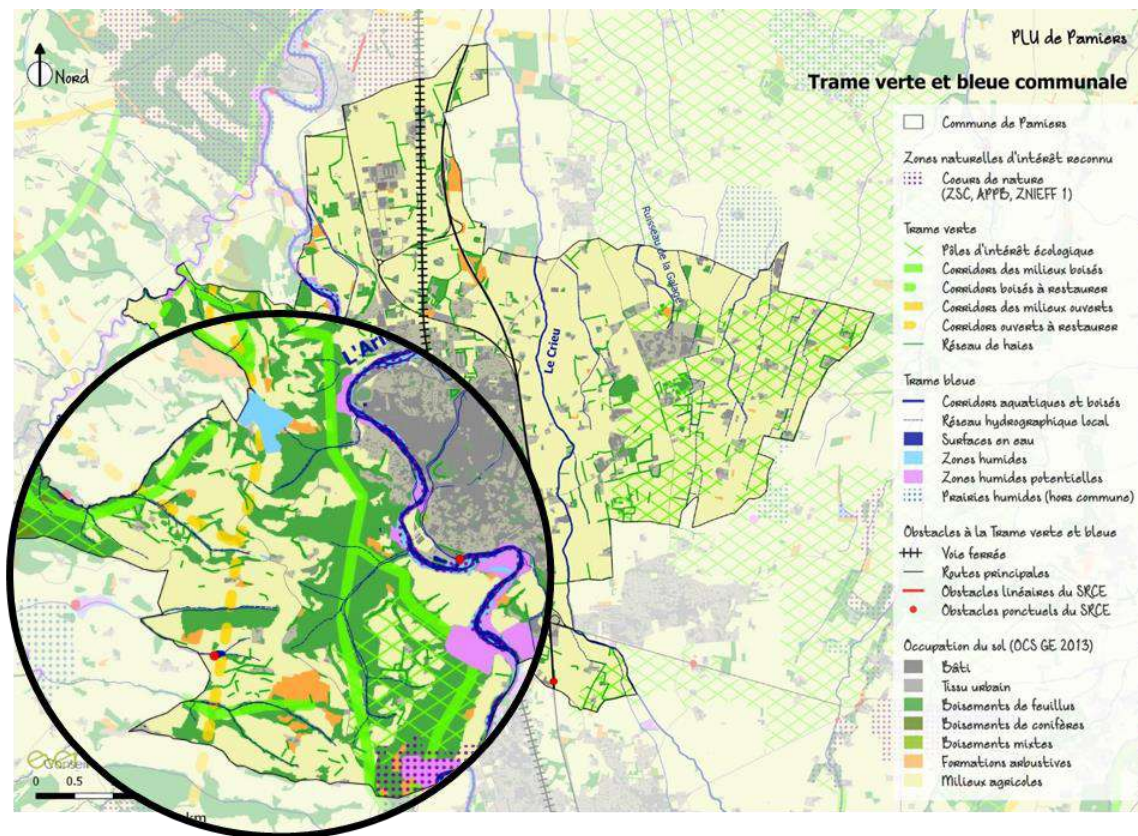 PLU de Pamiers
Nord
Trame verte et bleue communale
Commune de Pamiers
Zones naturelles d'intérêt reconnu
Coeurs de nature
(ZSC, APPB, ZNIEFF 1)
Trame verte
Pôles d'intérêt écologique
Corridors des milieux boisés
Corridors boisés à restaurer
Corridors des milieux ouverts
Corridors ouverts à restaurer
Réseau de haies
Trame bleue
Corridors aquatiques et boisés
Réseau hydrographique local
Surfaces en eau
Zones humides
Zones humides potentielles
Prairies humides (hors commune)
Obstacles à la Trame verte et bleue
Voie ferrée
Routes principales
Obstacles linéaires du SRCE
Obstacles ponctuels du SRCE
Occupation du sol (OCS GE 2013)
Bâti
Tissu urbain
Boisements de feuillus
Boisements de conifères
Boisements mixtes
Formations arbustives
Milieux agricoles
Ruisseau de la Galage
Le Crieu
L'Ari
Conseil
0 0.5
km